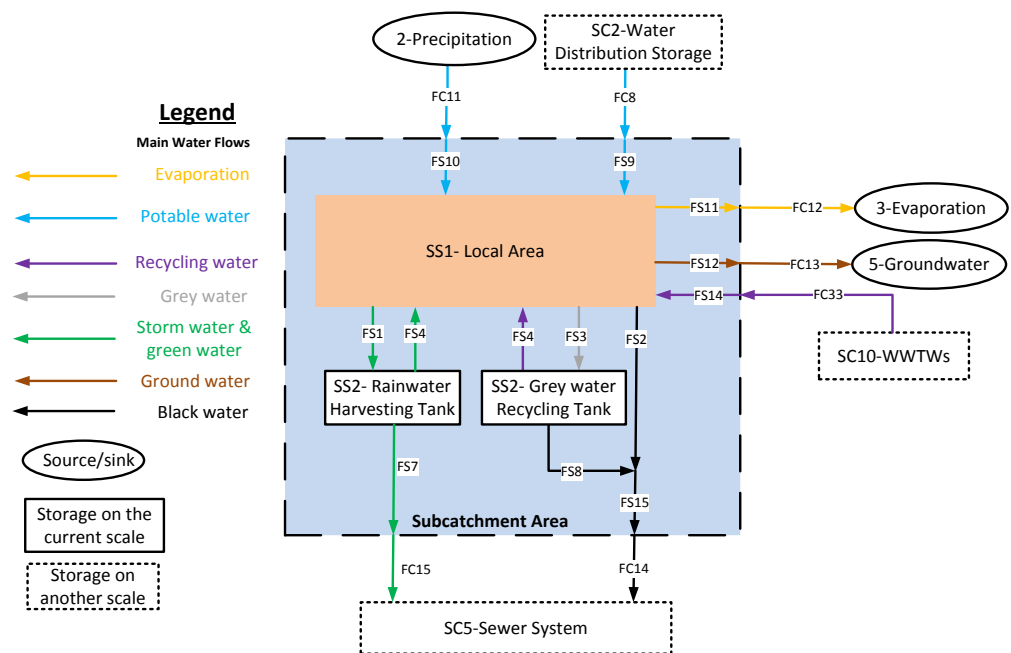 2-Precipitation
SC2-Water
Distribution Storage
FC11
FC8
Legend
Main Water Flows
Evaporation
Potable water
Recycling water
Grey water
Storm water &
green water
Ground water
Black water
Source/sink
Storage on the
current scale
Storage on
another scale
FS10
FS9
SS1- Local Area
FS11
FC12
3-Evaporation
FS12
FC13
5-Groundwater
FS14
FC33
SC10-WWTWs
FS1
FS4
FS4
FS3
FS2
SS2- Rainwater
Harvesting Tank
SS2- Grey water
Recycling Tank
FS7
FS8
FS15
Subcatchment Area
FC15
FC14
SC5-Sewer System